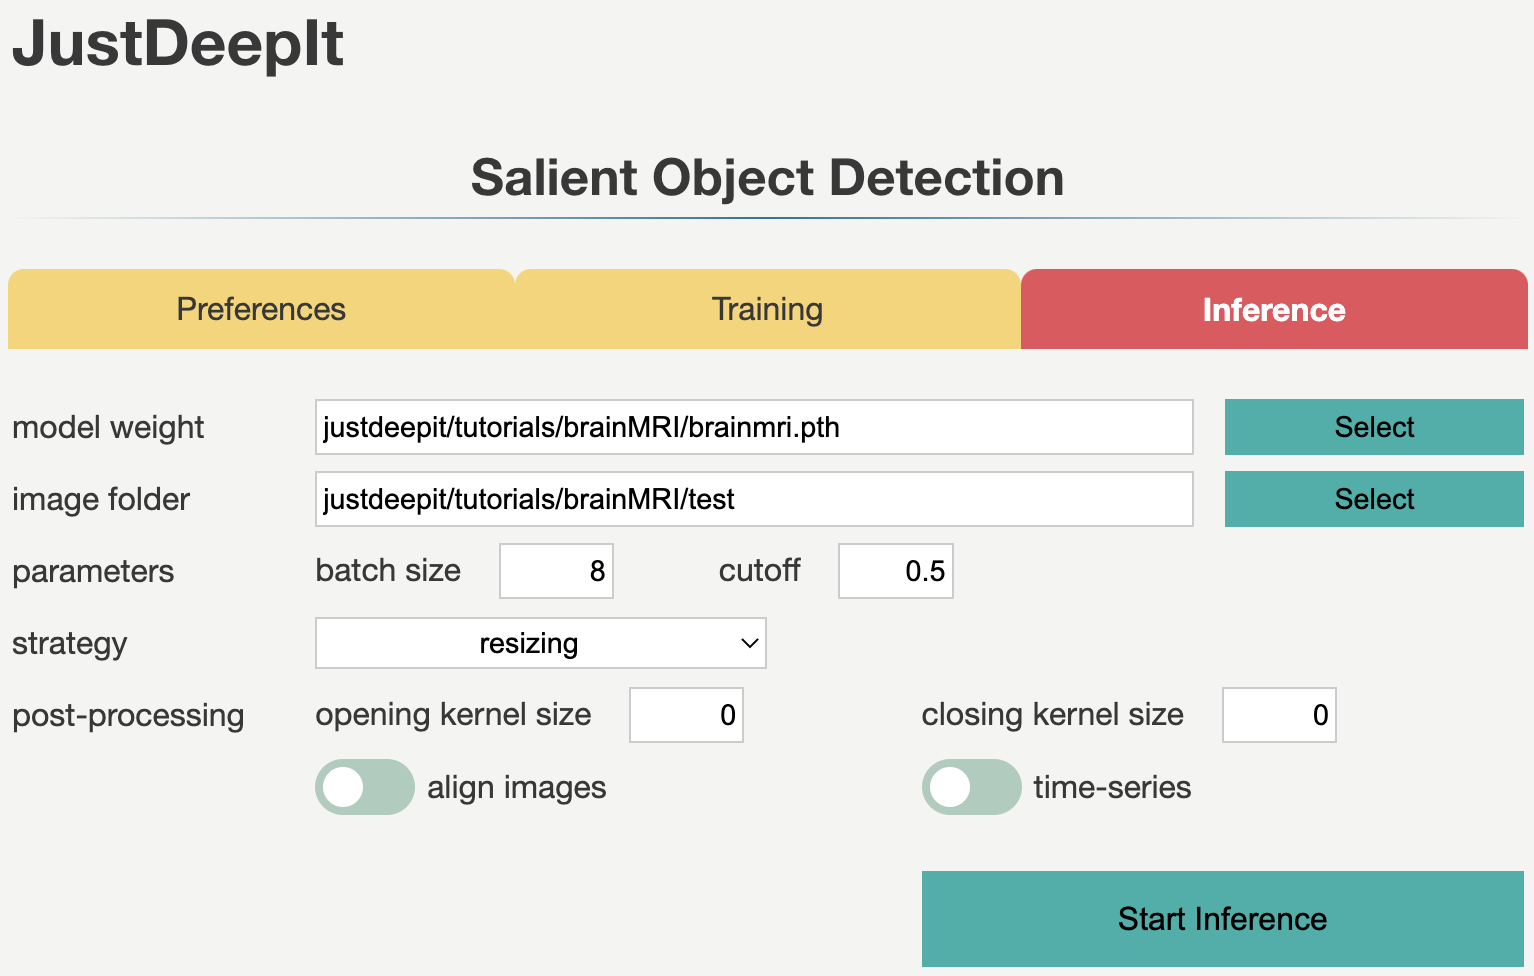 JustDeepIt
Salient Object Detection
Preferences Training Inference
model weight justdeepit/tutorials/brainMRI/brainmri.pth Select
image folder justdeepit/tutorials/brainMRI/test Select
parameters batch size 8 cutoff 0.5
strategy resizing
post-processing opening kernel size 0 closing kernel size 0
align images time-series
Start Inference